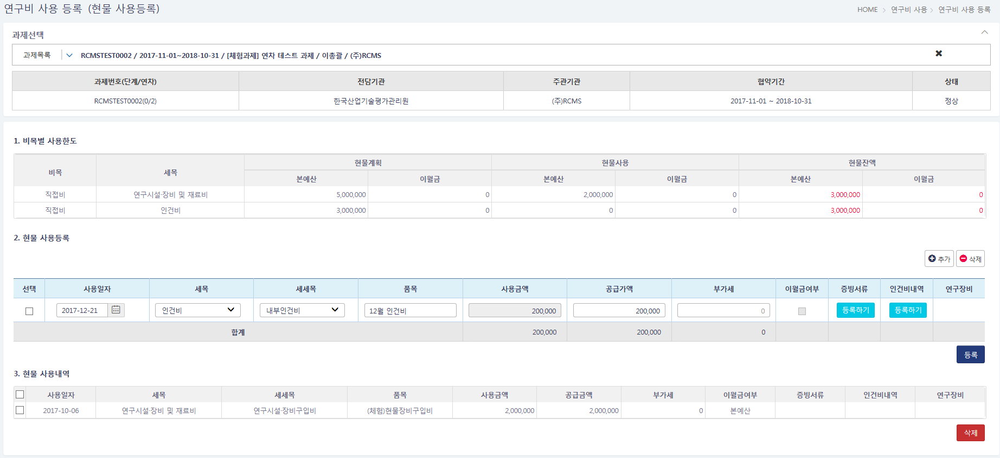 연구비 사용 등록 (현물 사용등록)
HOME > 연구비 사용 > 연구비 사용 등록
과제선택
과제목록 RCMSTEST0002 / 2017-11-01~2018-10-31 / [체험과제] 연차 테스트 과제 / 이총괄 / (주)RCMS
과제번호(단계/연차) 전담기관 주관기관 협약기간 상태
RCMSTEST0002(0/2) 한국산업기술평가관리원 (주)RCMS 2017-11-01 ~ 2018-10-31 정상
1. 비목별 사용한도
비목 세목 현물계획 현물사용 현물잔액
본예산 이월금 본예산 이월금 본예산 이월금
직접비 연구시설·장비 및 재료비 5,000,000 0 2,000,000 0 3,000,000 0
직접비 인건비 3,000,000 0 0 0 3,000,000 0
2. 현물 사용등록
추가 삭제
선택 사용일자 세목 세세목 품목 사용금액 공급가액 부가세 이월금여부 증빙서류 인건비내역 연구장비
2017-12-21 인건비 내부인건비 12월 인건비 200,000 200,000 0 등록하기 등록하기
합계 200,000 200,000 0
등록
3. 현물 사용내역
사용일자 세목 세세목 품목 사용금액 공급금액 부가세 이월금여부 증빙서류 인건비내역 연구장비
2017-10-06 연구시설·장비 및 재료비 연구시설·장비구입비 (체험)현물장비구입비 2,000,000 2,000,000 0 본예산
삭제